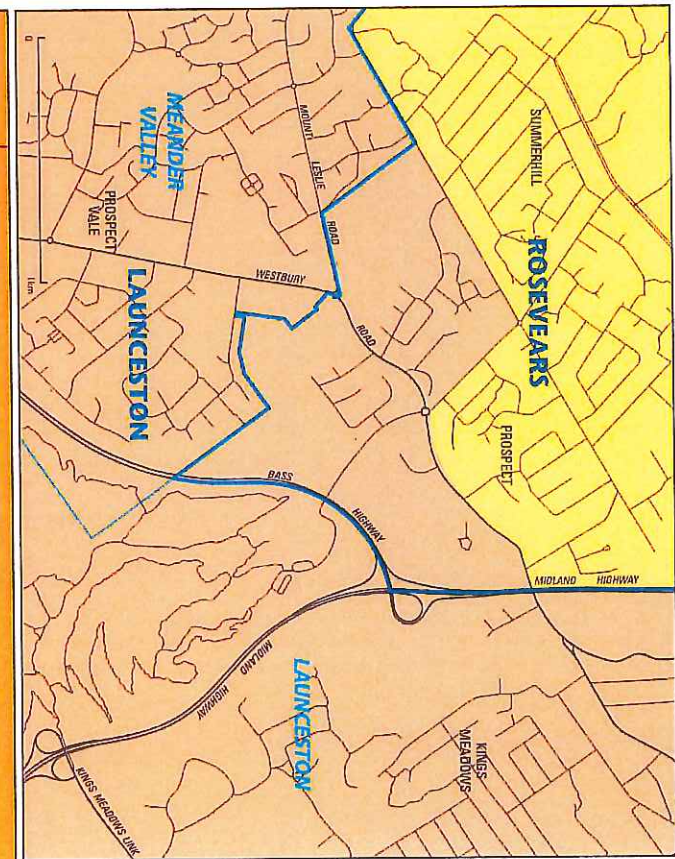 SUMMERHILL
ROSEVEARS
PROSPECT
MIDLAND HIGHWAY
MOUNT LESLIE ROAD
MEANDER
VALLEY
PROSPECT
VALE
WESTBURY ROAD
LAUNCESTON
BASS HIGHWAY
MIDLAND HIGHWAY
LAUNCESTON
KINGS
MEADOWS
KINGS MEADOWS LINK
0
1km